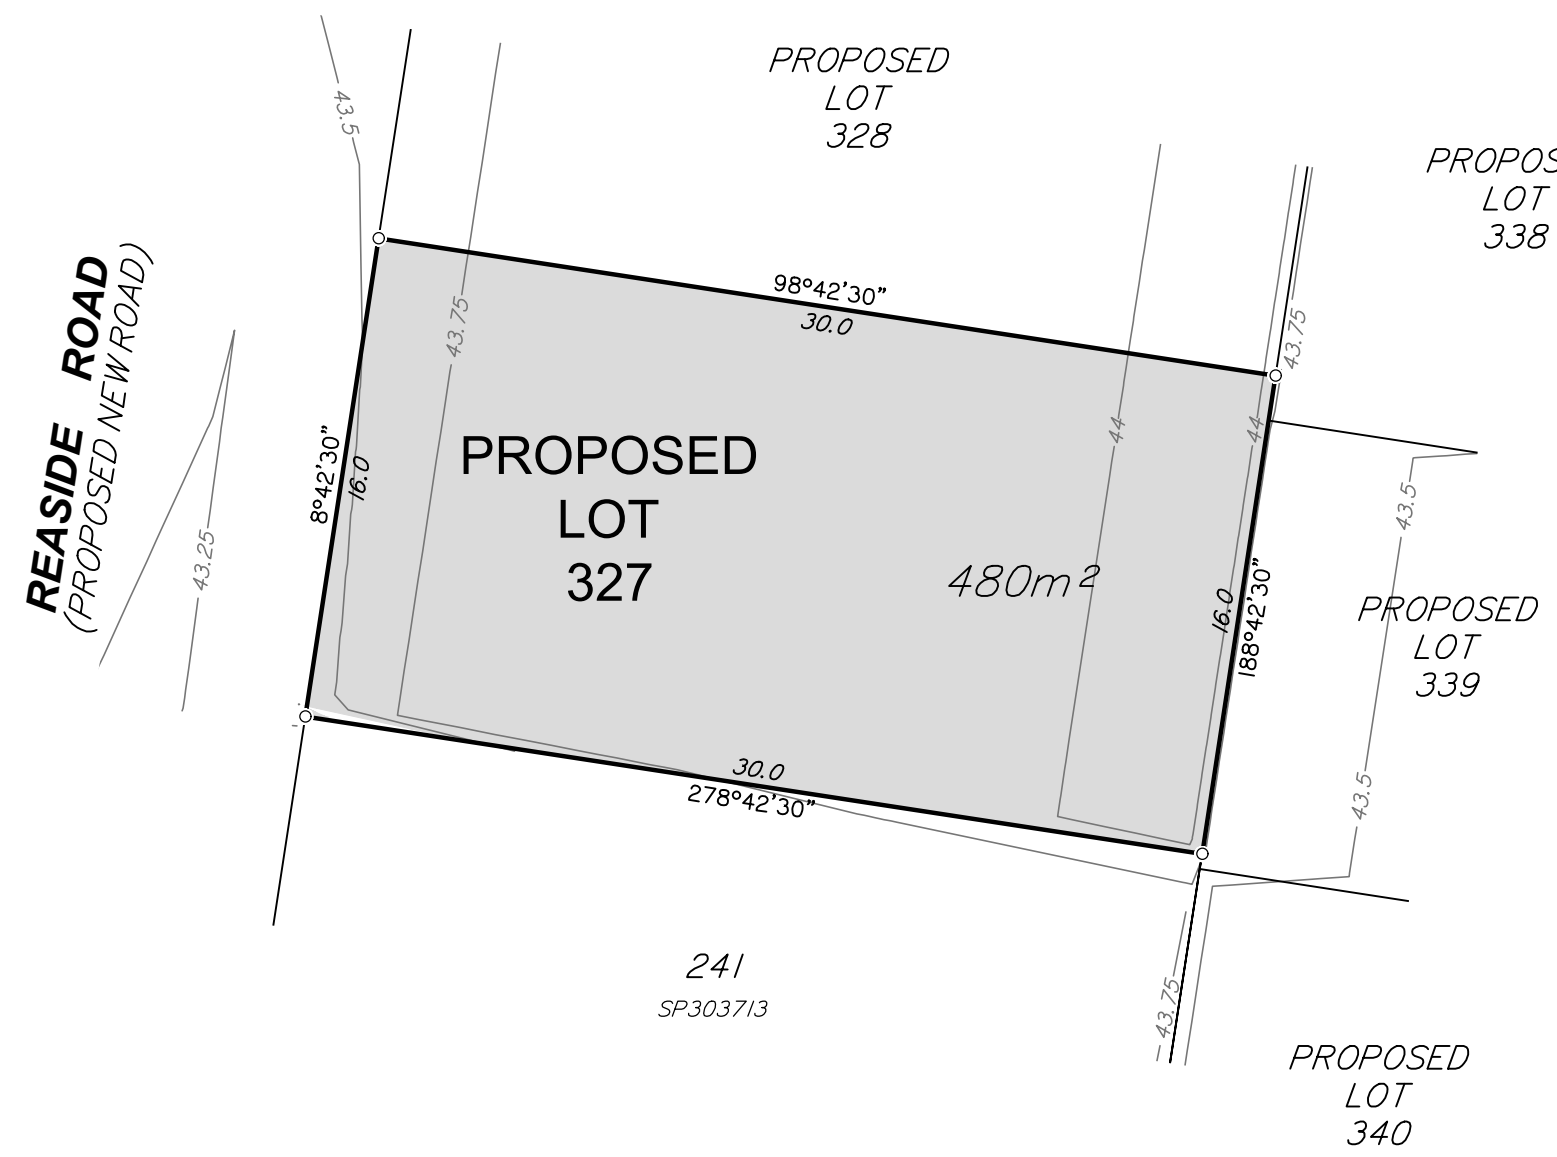 PROPOSED
LOT
328
PROPOS
LOT
338
43.5
REASIDE ROAD
(PROPOSED NEW ROAD)
43.25
43.75
98°42'30"
30.0
43.75
8°42'30"
16.0
PROPOSED
LOT
327
480m²
44
44
16.0
188°42'30"
43.5
PROPOSED
LOT
339
43.5
30.0
278°42'30"
241
SP303713
43.75
PROPOSED
LOT
340